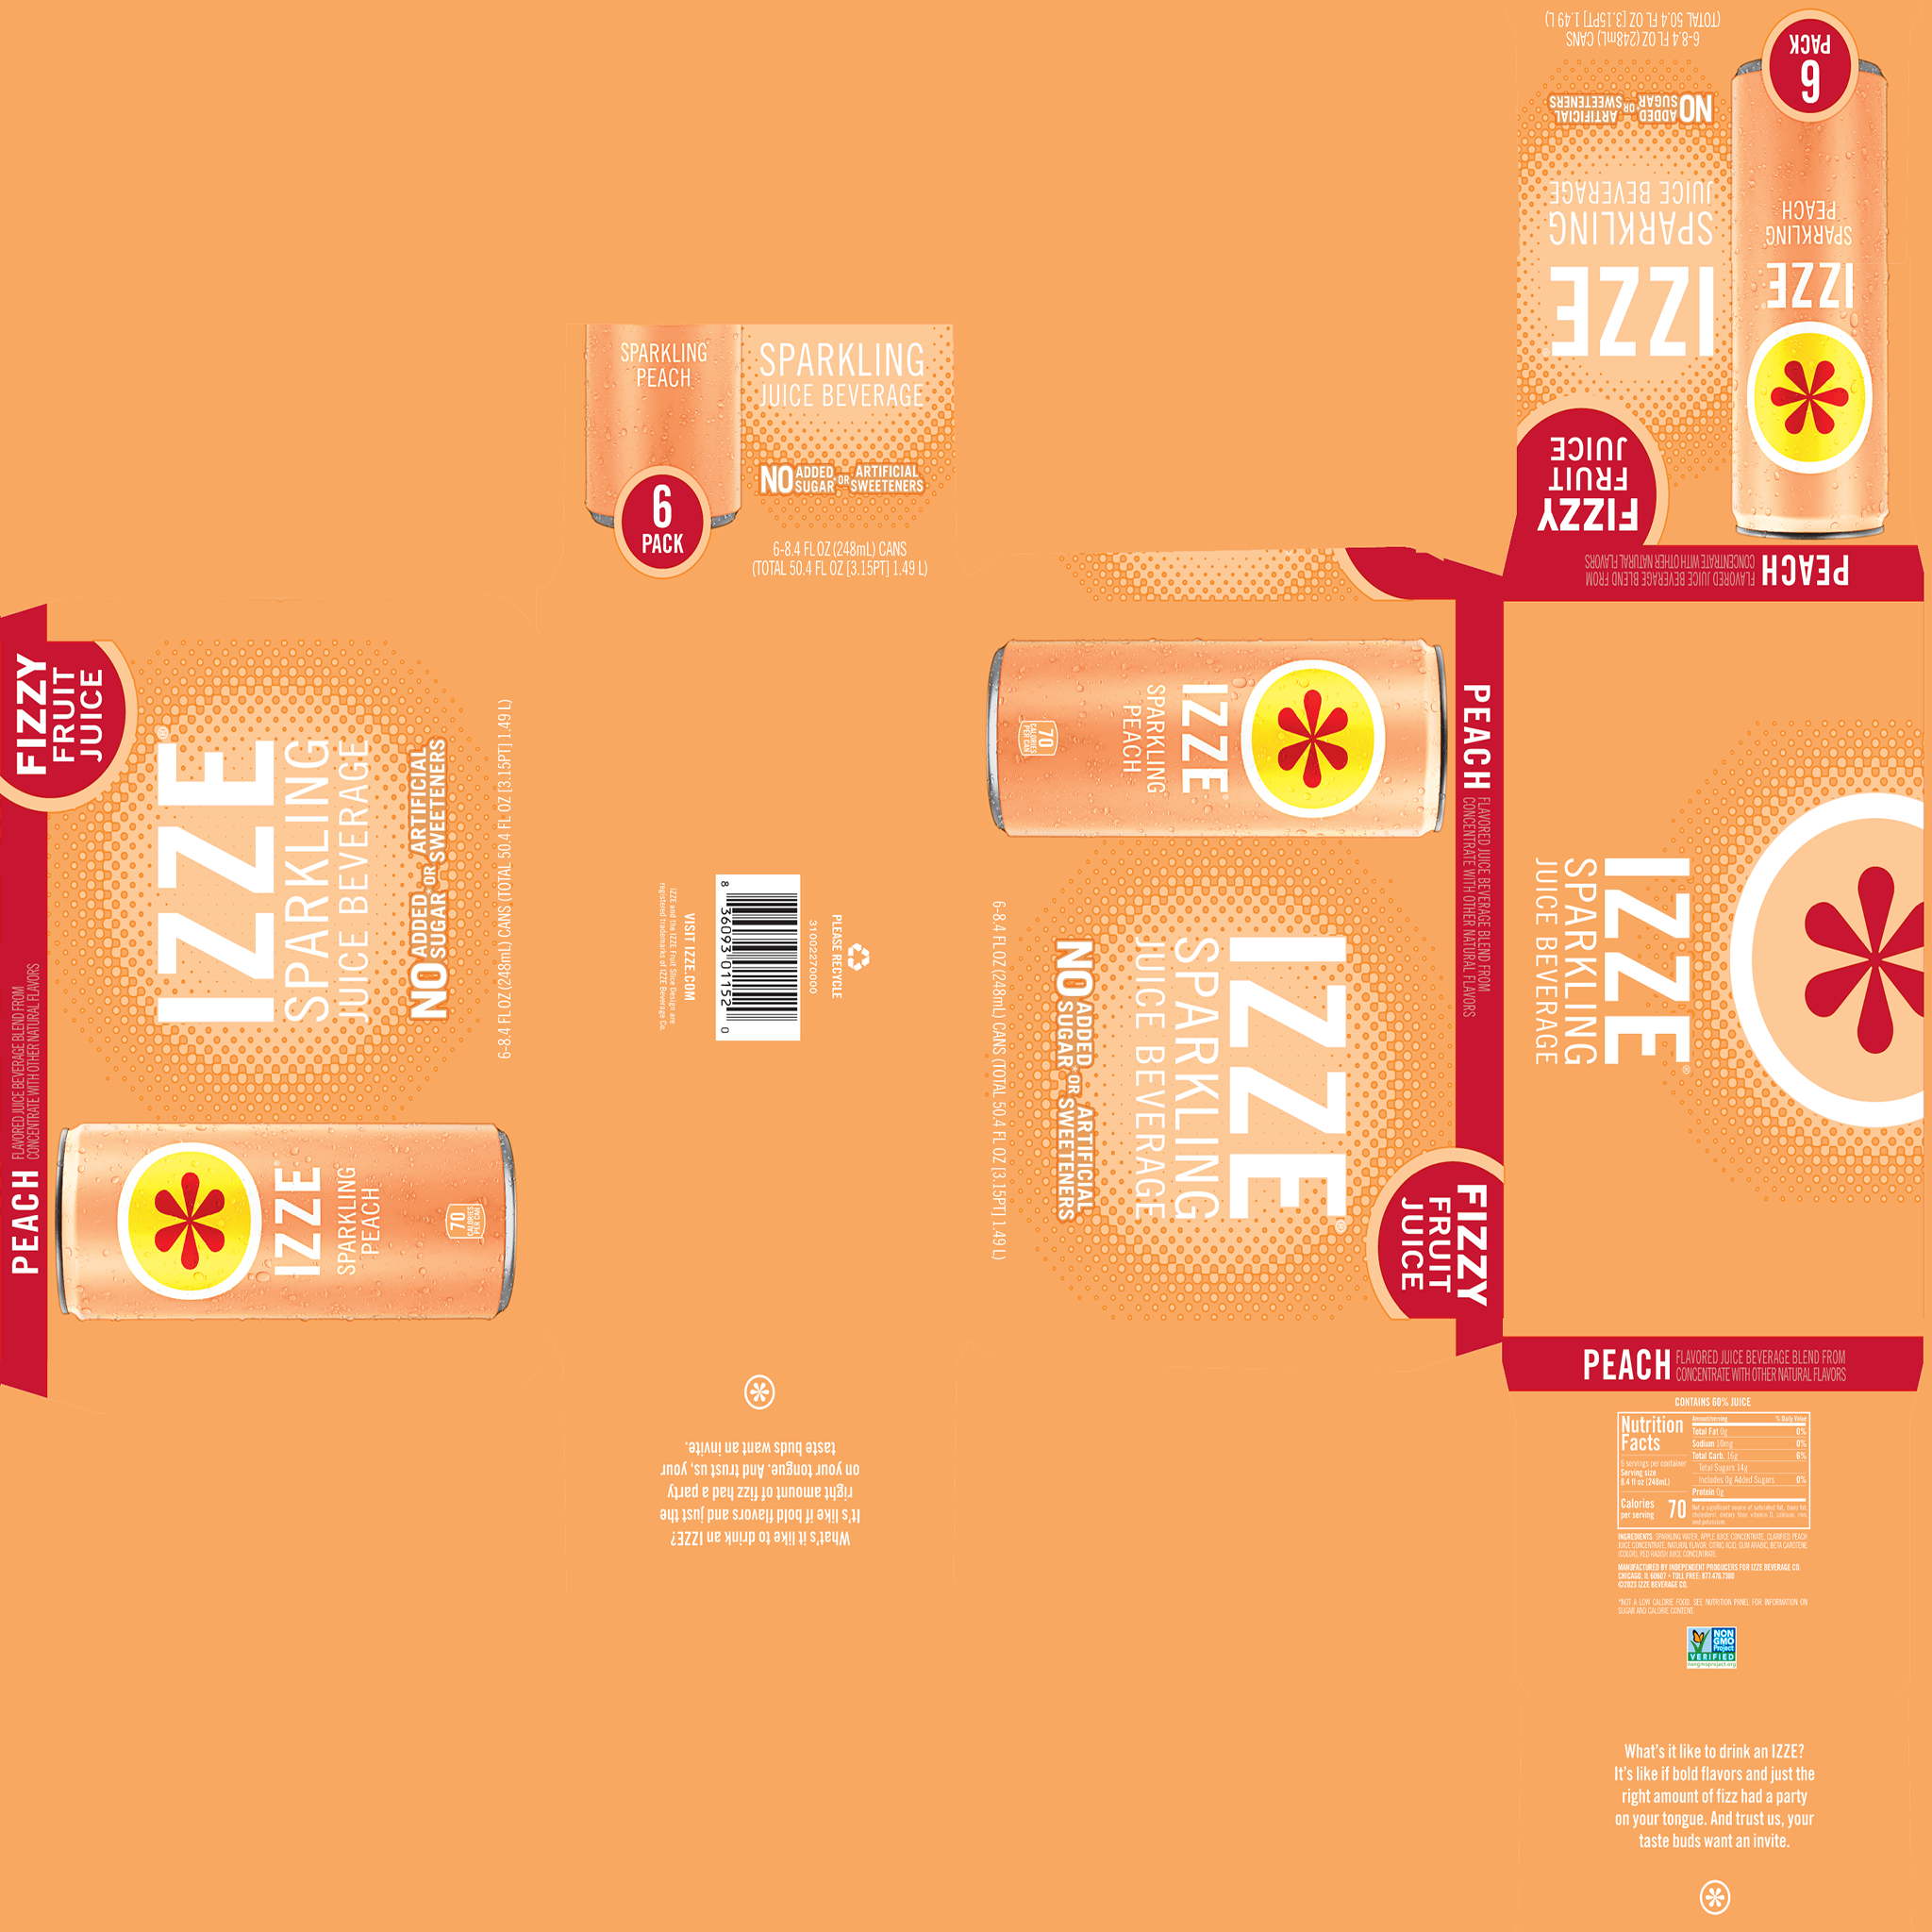 FIZZY
FRUIT
JUICE
IZZE®
SPARKLING
JUICE BEVERAGE
NO ADDED SUGAR* OR ARTIFICIAL SWEETENERS
6-8.4 FL OZ (248mL) CANS (TOTAL 50.4 FL OZ [3.15PT] 1.49 L)
PEACH
FLAVORED JUICE BEVERAGE BLEND FROM
CONCENTRATE WITH OTHER NATURAL FLAVORS
IZZE
SPARKLING
PEACH
70
CALORIES
PER CAN
SPARKLING
PEACH
6
PACK
SPARKLING
JUICE BEVERAGE
NO ADDED SUGAR* OR ARTIFICIAL SWEETENERS
6-8.4 FL OZ (248mL) CANS
(TOTAL 50.4 FL OZ [3.15PT] 1.49 L)
PLEASE RECYCLE
31002270000
8 36093 01152 0
VISIT IZZE.COM
IZZE and the IZZE Fruit Slice Design are
registered trademarks of IZZE Beverage Co.
What's it like to drink an IZZE?
It's like if bold flavors and just the
right amount of fizz had a party
on your tongue. And trust us, your
taste buds want an invite.
PEACH
FLAVORED JUICE BEVERAGE BLEND FROM
CONCENTRATE WITH OTHER NATURAL FLAVORS
IZZE
SPARKLING
PEACH
70
CALORIES
PER CAN
IZZE®
SPARKLING
JUICE BEVERAGE
NO ADDED SUGAR* OR ARTIFICIAL SWEETENERS
6-8.4 FL OZ (248mL) CANS (TOTAL 50.4 FL OZ [3.15PT] 1.49 L)
FIZZY
FRUIT
JUICE
PEACH
FLAVORED JUICE BEVERAGE BLEND FROM
CONCENTRATE WITH OTHER NATURAL FLAVORS
FIZZY
FRUIT
JUICE
IZZE
SPARKLING
PEACH
6
PACK
IZZE
SPARKLING
JUICE BEVERAGE
NO ADDED SUGAR* OR ARTIFICIAL SWEETENERS
6-8.4 FL OZ (248mL) CANS
(TOTAL 50.4 FL OZ [3.15PT] 1.49 L)
IZZE®
SPARKLING
JUICE BEVERAGE
PEACH
FLAVORED JUICE BEVERAGE BLEND FROM
CONCENTRATE WITH OTHER NATURAL FLAVORS
CONTAINS 60% JUICE
Nutrition
Facts
6 servings per container
Serving size
8.4 fl oz (248mL)
Calories
per serving 70
Amount/serving % Daily Value
Total Fat 0g 0%
Sodium 10mg 0%
Total Carb. 16g 6%
Total Sugars 14g
Includes 0g Added Sugars 0%
Protein 0g
Not a significant source of saturated fat, trans fat,
cholesterol, dietary fiber, vitamin D, calcium, iron,
and potassium.
INGREDIENTS: SPARKLING WATER, APPLE JUICE CONCENTRATE, CLARIFIED PEACH
JUICE CONCENTRATE, NATURAL FLAVOR, CITRIC ACID, GUM ARABIC, BETA CAROTENE
(COLOR), RED RADISH JUICE CONCENTRATE.
MANUFACTURED BY INDEPENDENT PRODUCERS FOR IZZE BEVERAGE CO.
CHICAGO, IL 60607 • TOLL FREE: 877.476.7380
©2023 IZZE BEVERAGE CO.
*NOT A LOW CALORIE FOOD. SEE NUTRITION PANEL FOR INFORMATION ON
SUGAR AND CALORIE CONTENT.
NON
GMO
Project
VERIFIED
nongmoproject.org
What's it like to drink an IZZE?
It's like if bold flavors and just the
right amount of fizz had a party
on your tongue. And trust us, your
taste buds want an invite.